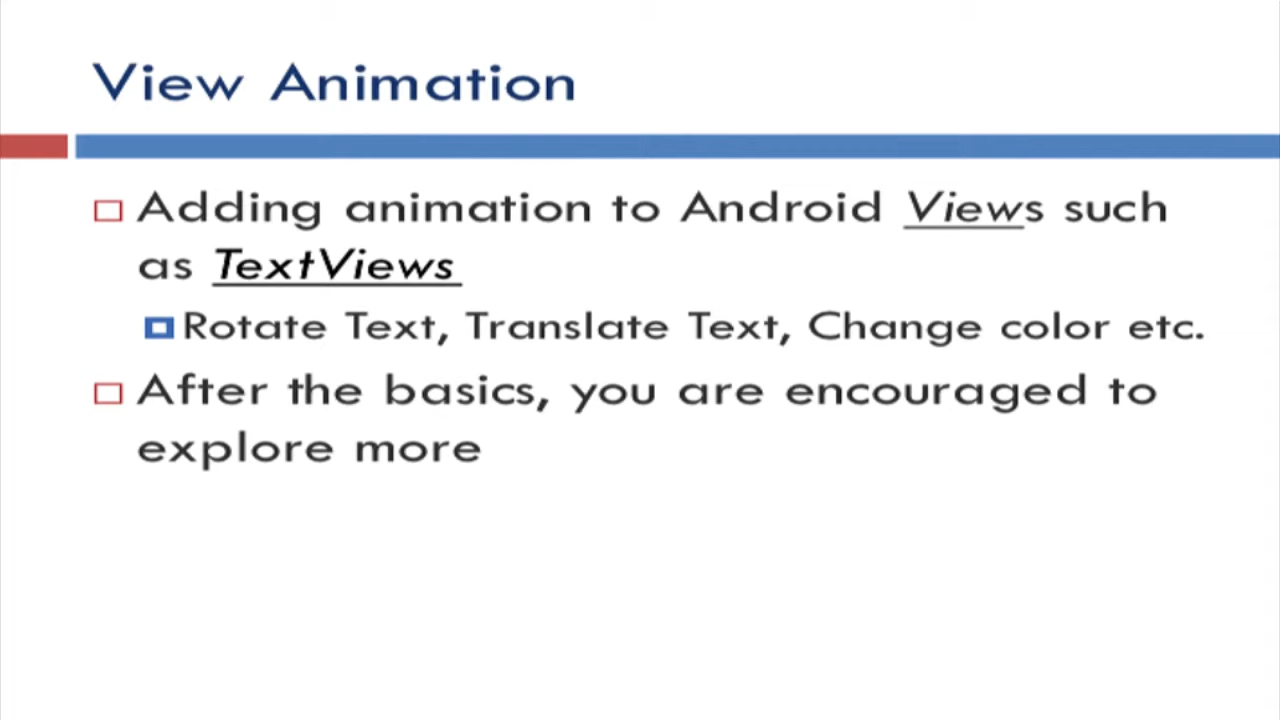 View Animation
Adding animation to Android Views such
as TextViews
Rotate Text, Translate Text, Change color etc.
After the basics, you are encouraged to
explore more